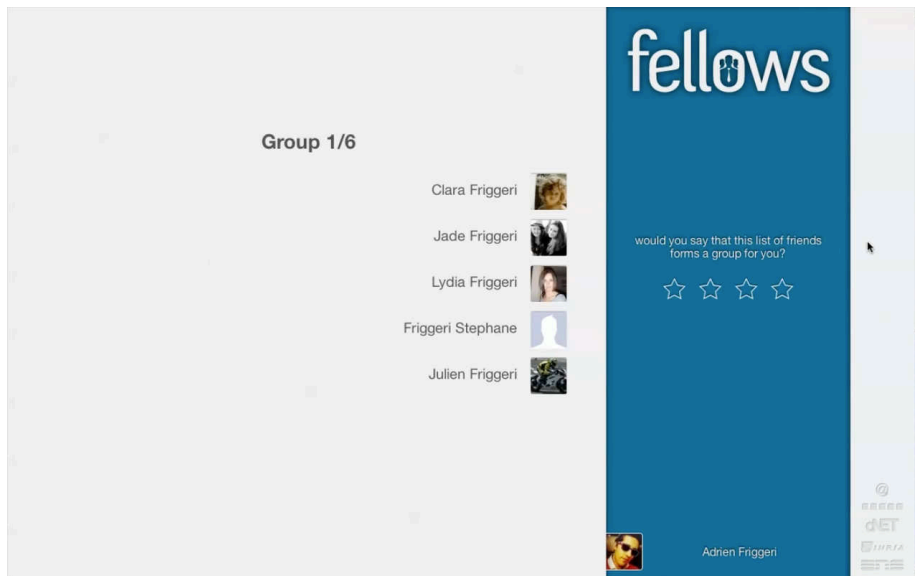 fellows
Group 1/6
Clara Friggeri
Jade Friggeri
Lydia Friggeri
Friggeri Stephane
Julien Friggeri
would you say that this list of friends
forms a group for you?
Adrien Friggeri
dNET
ENS